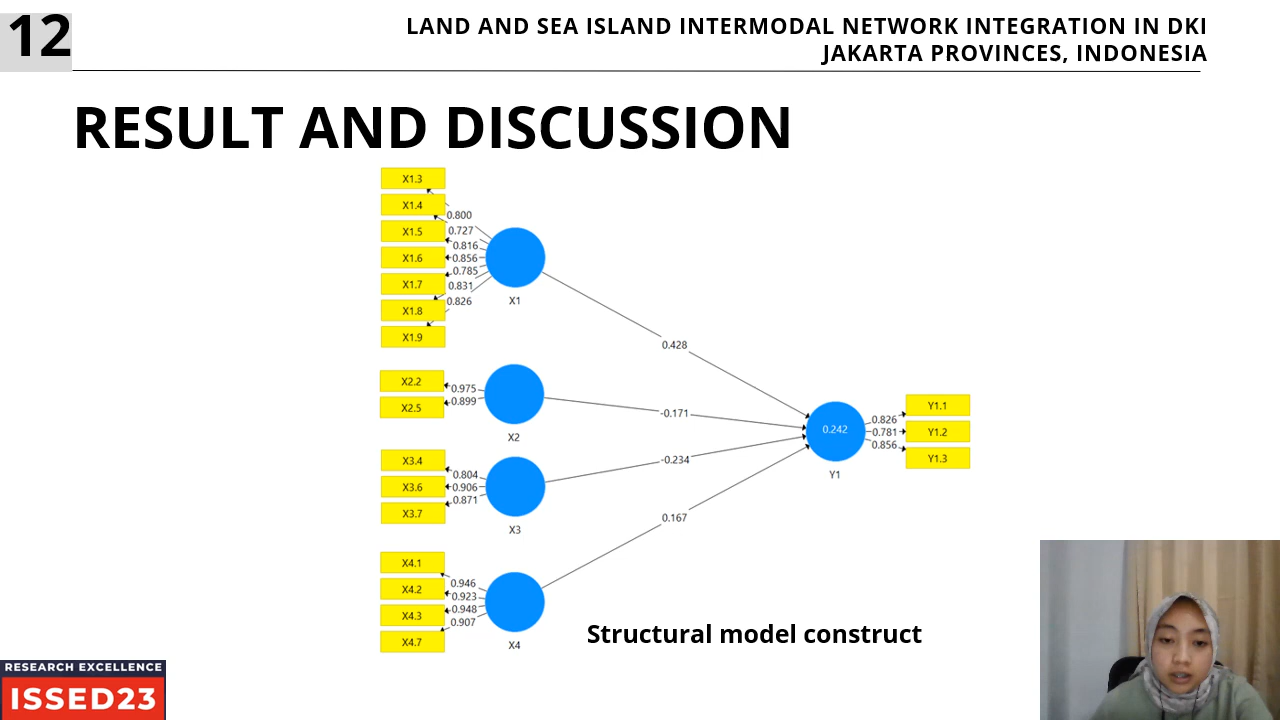 12
LAND AND SEA ISLAND INTERMODAL NETWORK INTEGRATION IN DKI
JAKARTA PROVINCES, INDONESIA
RESULT AND DISCUSSION
X1.3
X1.4
X1.5
X1.6
X1.7
X1.8
X1.9
0.800
0.727
0.816
0.856
0.785
0.831
0.826
X1
0.428
X2.2
X2.5
0.975
0.899
X2
-0.171
X3.4
X3.6
X3.7
0.804
0.906
0.871
X3
-0.234
X4.1
X4.2
X4.3
X4.7
0.946
0.923
0.948
0.907
X4
0.167
0.242
Y1
0.826
0.781
0.856
Y1.1
Y1.2
Y1.3
Structural model construct
RESEARCH EXCELLENCE
ISSED23